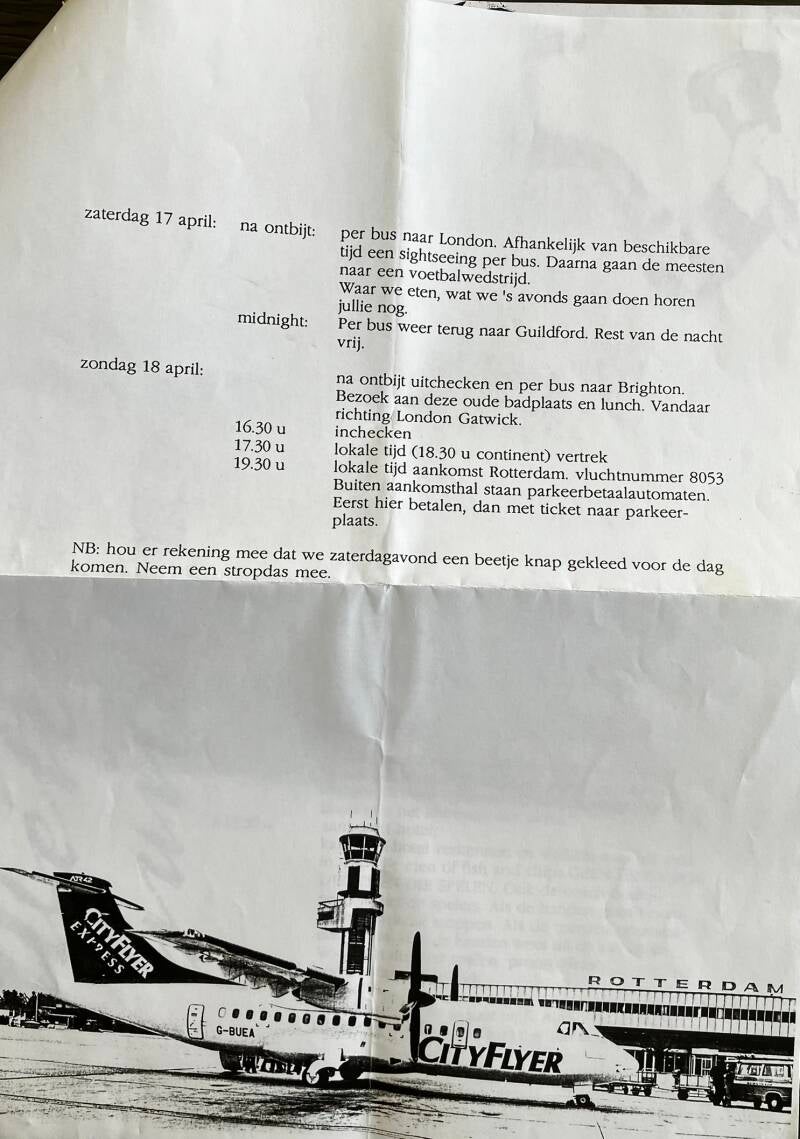 zaterdag 17 april: na ontbijt: per bus naar London. Afhankelijk van beschikbare
tijd een sightseeing per bus. Daarna gaan de meesten
naar een voetbalwedstrijd.
Waar we eten, wat we 's avonds gaan doen horen
jullie nog.
midnight: Per bus weer terug naar Guildford. Rest van de nacht
vrij.
zondag 18 april:
na ontbijt uitchecken en per bus naar Brighton.
Bezoek aan deze oude badplaats en lunch. Vandaar
richting London Gatwick.
16.30 u inchecken
17.30 u lokale tijd (18.30 u continent) vertrek
19.30 u lokale tijd aankomst Rotterdam. vluchtnummer 8053
Buiten aankomsthal staan parkeerbetaalautomaten.
Eerst hier betalen, dan met ticket naar parkeer-
plaats.
NB: hou er rekening mee dat we zaterdagavond een beetje knap gekleed voor de dag
komen. Neem een stropdas mee.
ATR42
CITYFLYER
EXPRESS
ROTTERDAM
G-BUEA
CITYFLYER